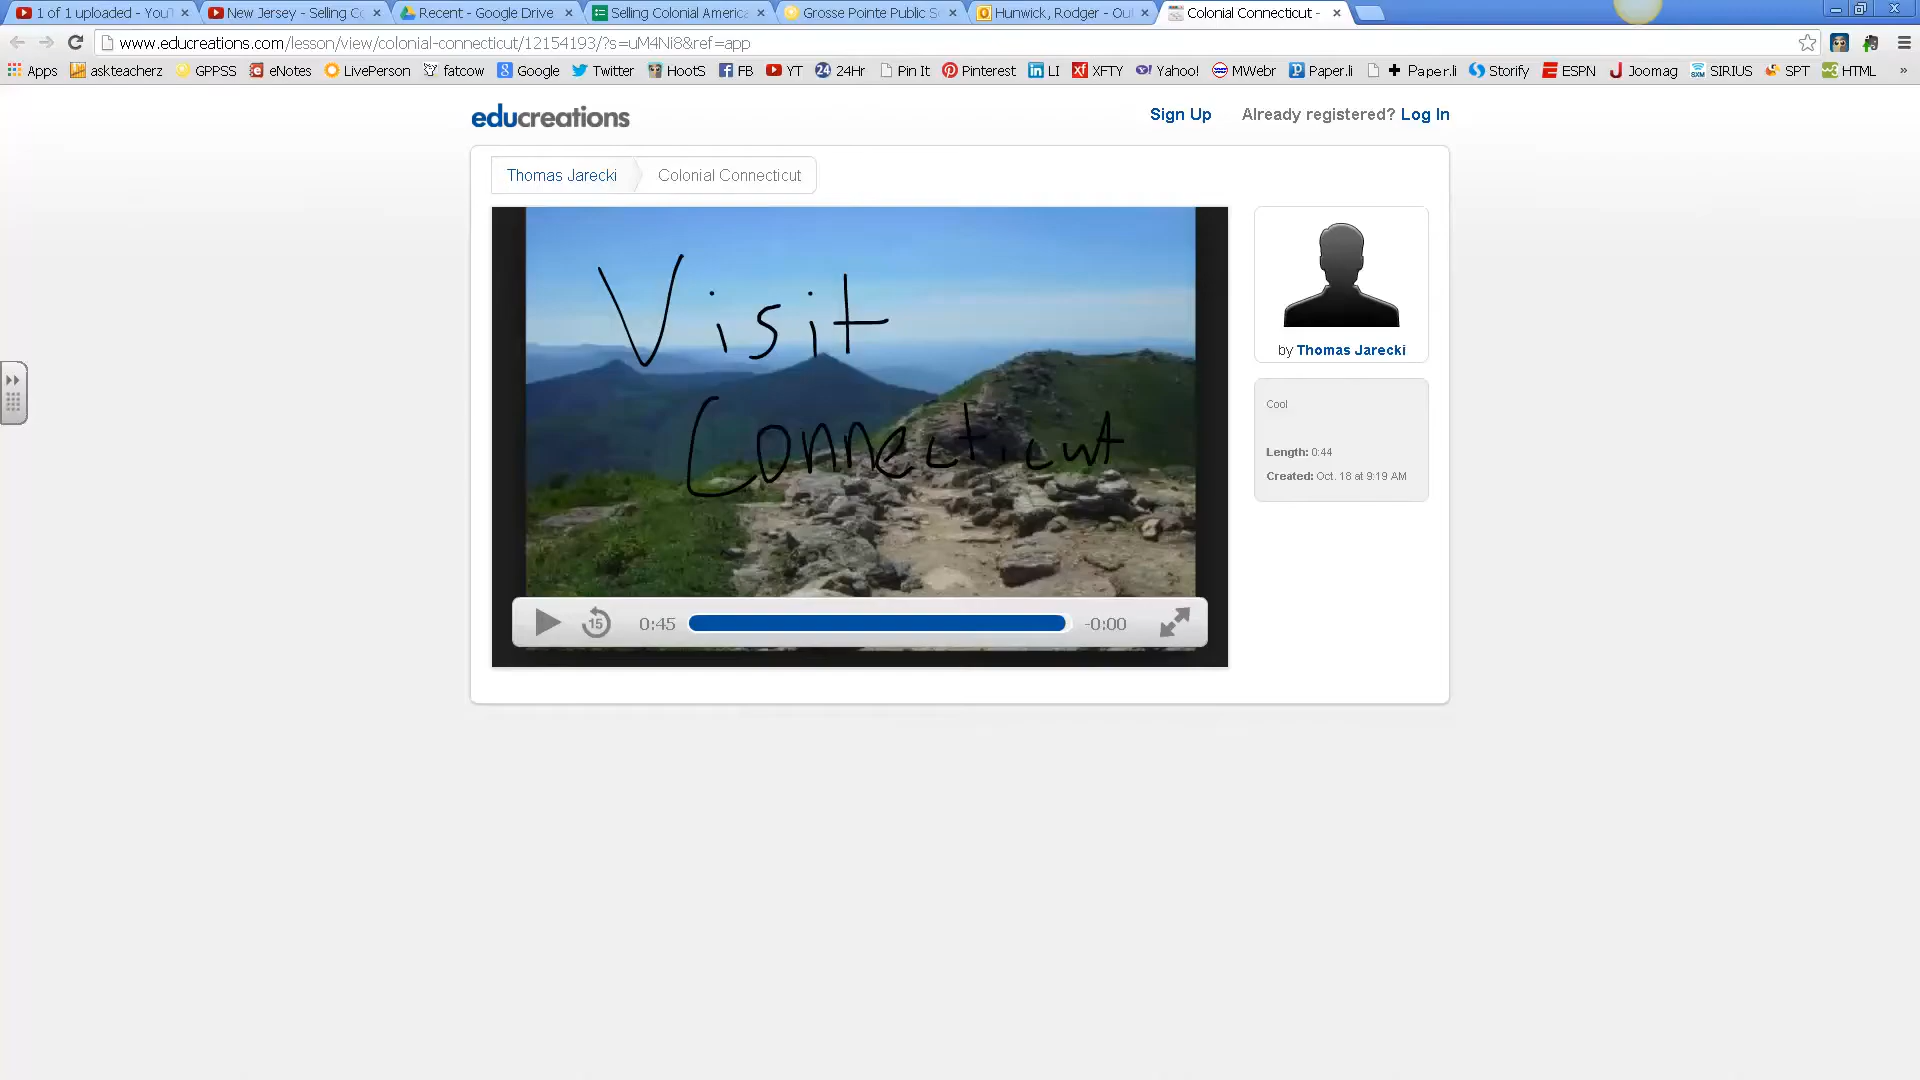 1 of 1 uploaded - YouT
New Jersey - Selling Co
Recent - Google Drive
Selling Colonial America
Grosse Pointe Public S
Hunwick, Rodger - Out
Colonial Connecticut -
www.educreations.com/lesson/view/colonial-connecticut/12154193/?s=uM4Ni8&ref=app
Apps askteacherz GPPSS eNotes LivePerson fatcow Google Twitter HootS FB YT 24Hr Pin It Pinterest LI XFTY Yahoo! MWebr Paper.li + Paper.li Storify ESPN Joomag SIRIUS SPT HTML »
educreations
Sign Up Already registered? Log In
Thomas Jarecki Colonial Connecticut
Visit
Connecticut
by Thomas Jarecki
Cool
Length: 0:44
Created: Oct. 18 at 9:19 AM
15 0:45 -0:00